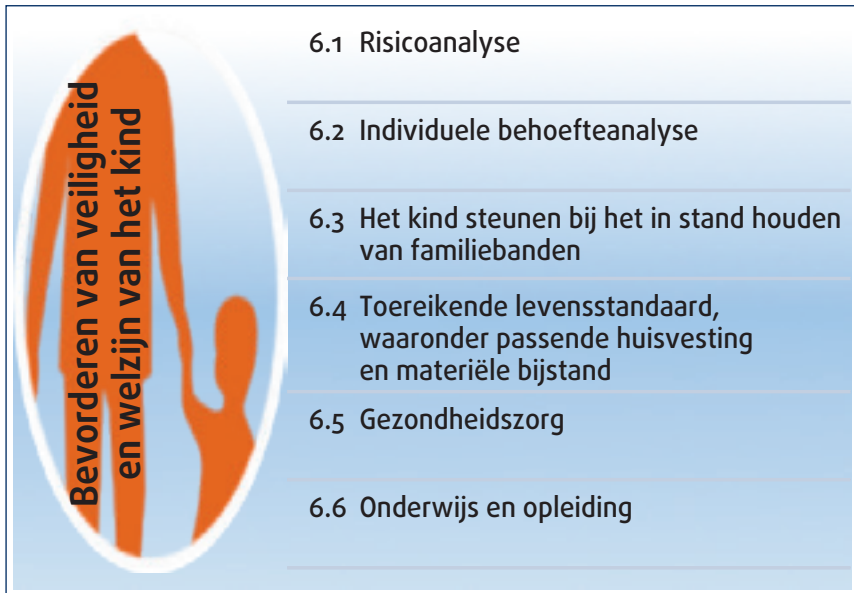 Bevorderen van veiligheid
en welzijn van het kind
6.1 Risicoanalyse
6.2 Individuele behoefteanalyse
6.3 Het kind steunen bij het in stand houden
van familiebanden
6.4 Toereikende levensstandaard,
waaronder passende huisvesting
en materiële bijstand
6.5 Gezondheidszorg
6.6 Onderwijs en opleiding